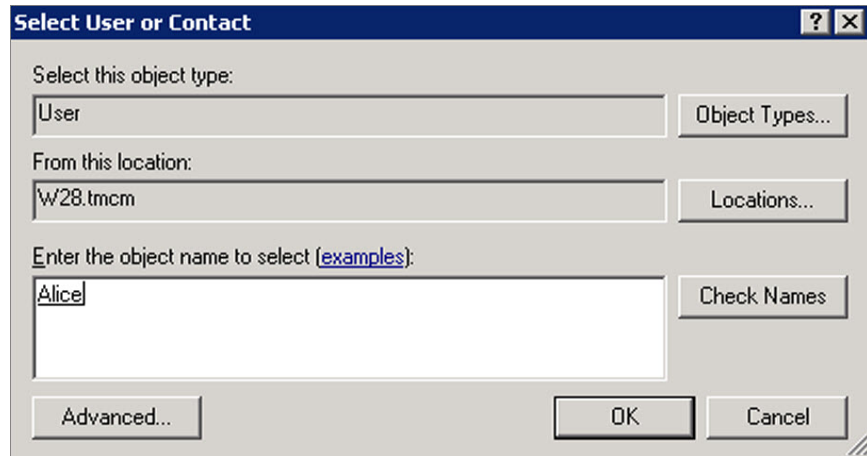 Select User or Contact
Select this object type:
User
Object Types...
From this location:
W28.tmcm
Locations...
Enter the object name to select (examples):
Alice
Check Names
Advanced...
OK
Cancel